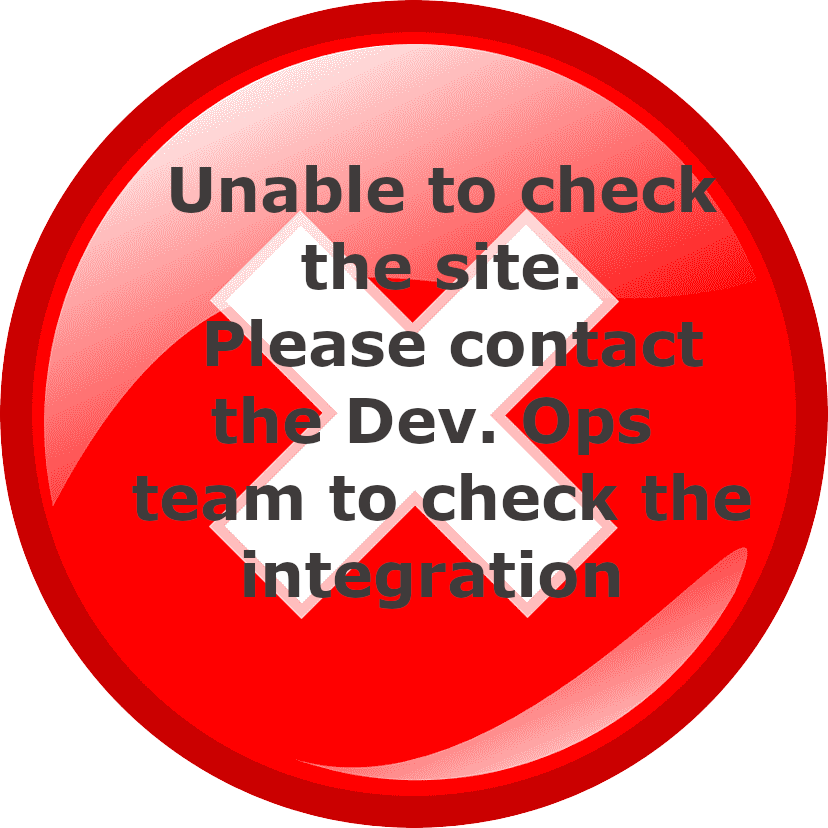 Unable to check
the site.
Please contact
the Dev. Ops
team to check the
integration